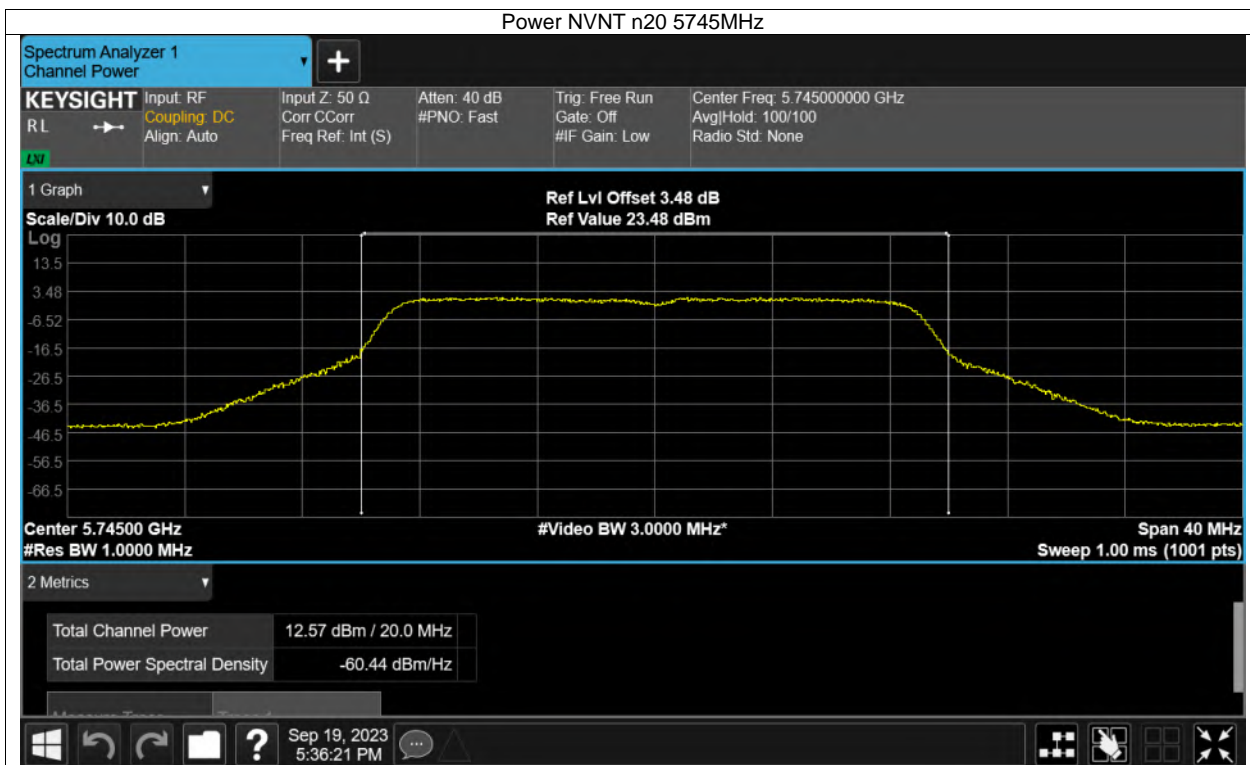 Power NVNT n20 5745MHz
Spectrum Analyzer 1
Channel Power
KEYSIGHT
RL
LXI
Input: RF
Coupling: DC
Align: Auto
Input Z: 50 Ω
Corr CCorr
Freq Ref: Int (S)
Atten: 40 dB
#PNO: Fast
Trig: Free Run
Gate: Off
#IF Gain: Low
Center Freq: 5.745000000 GHz
Avg|Hold: 100/100
Radio Std: None
1 Graph
Scale/Div 10.0 dB
Ref Lvl Offset 3.48 dB
Ref Value 23.48 dBm
Log
13.5
3.48
-6.52
-16.5
-26.5
-36.5
-46.5
-56.5
-66.5
Center 5.74500 GHz
#Video BW 3.0000 MHz*
Span 40 MHz
#Res BW 1.0000 MHz
Sweep 1.00 ms (1001 pts)
2 Metrics
Total Channel Power 12.57 dBm / 20.0 MHz
Total Power Spectral Density -60.44 dBm/Hz
Sep 19, 2023
5:36:21 PM